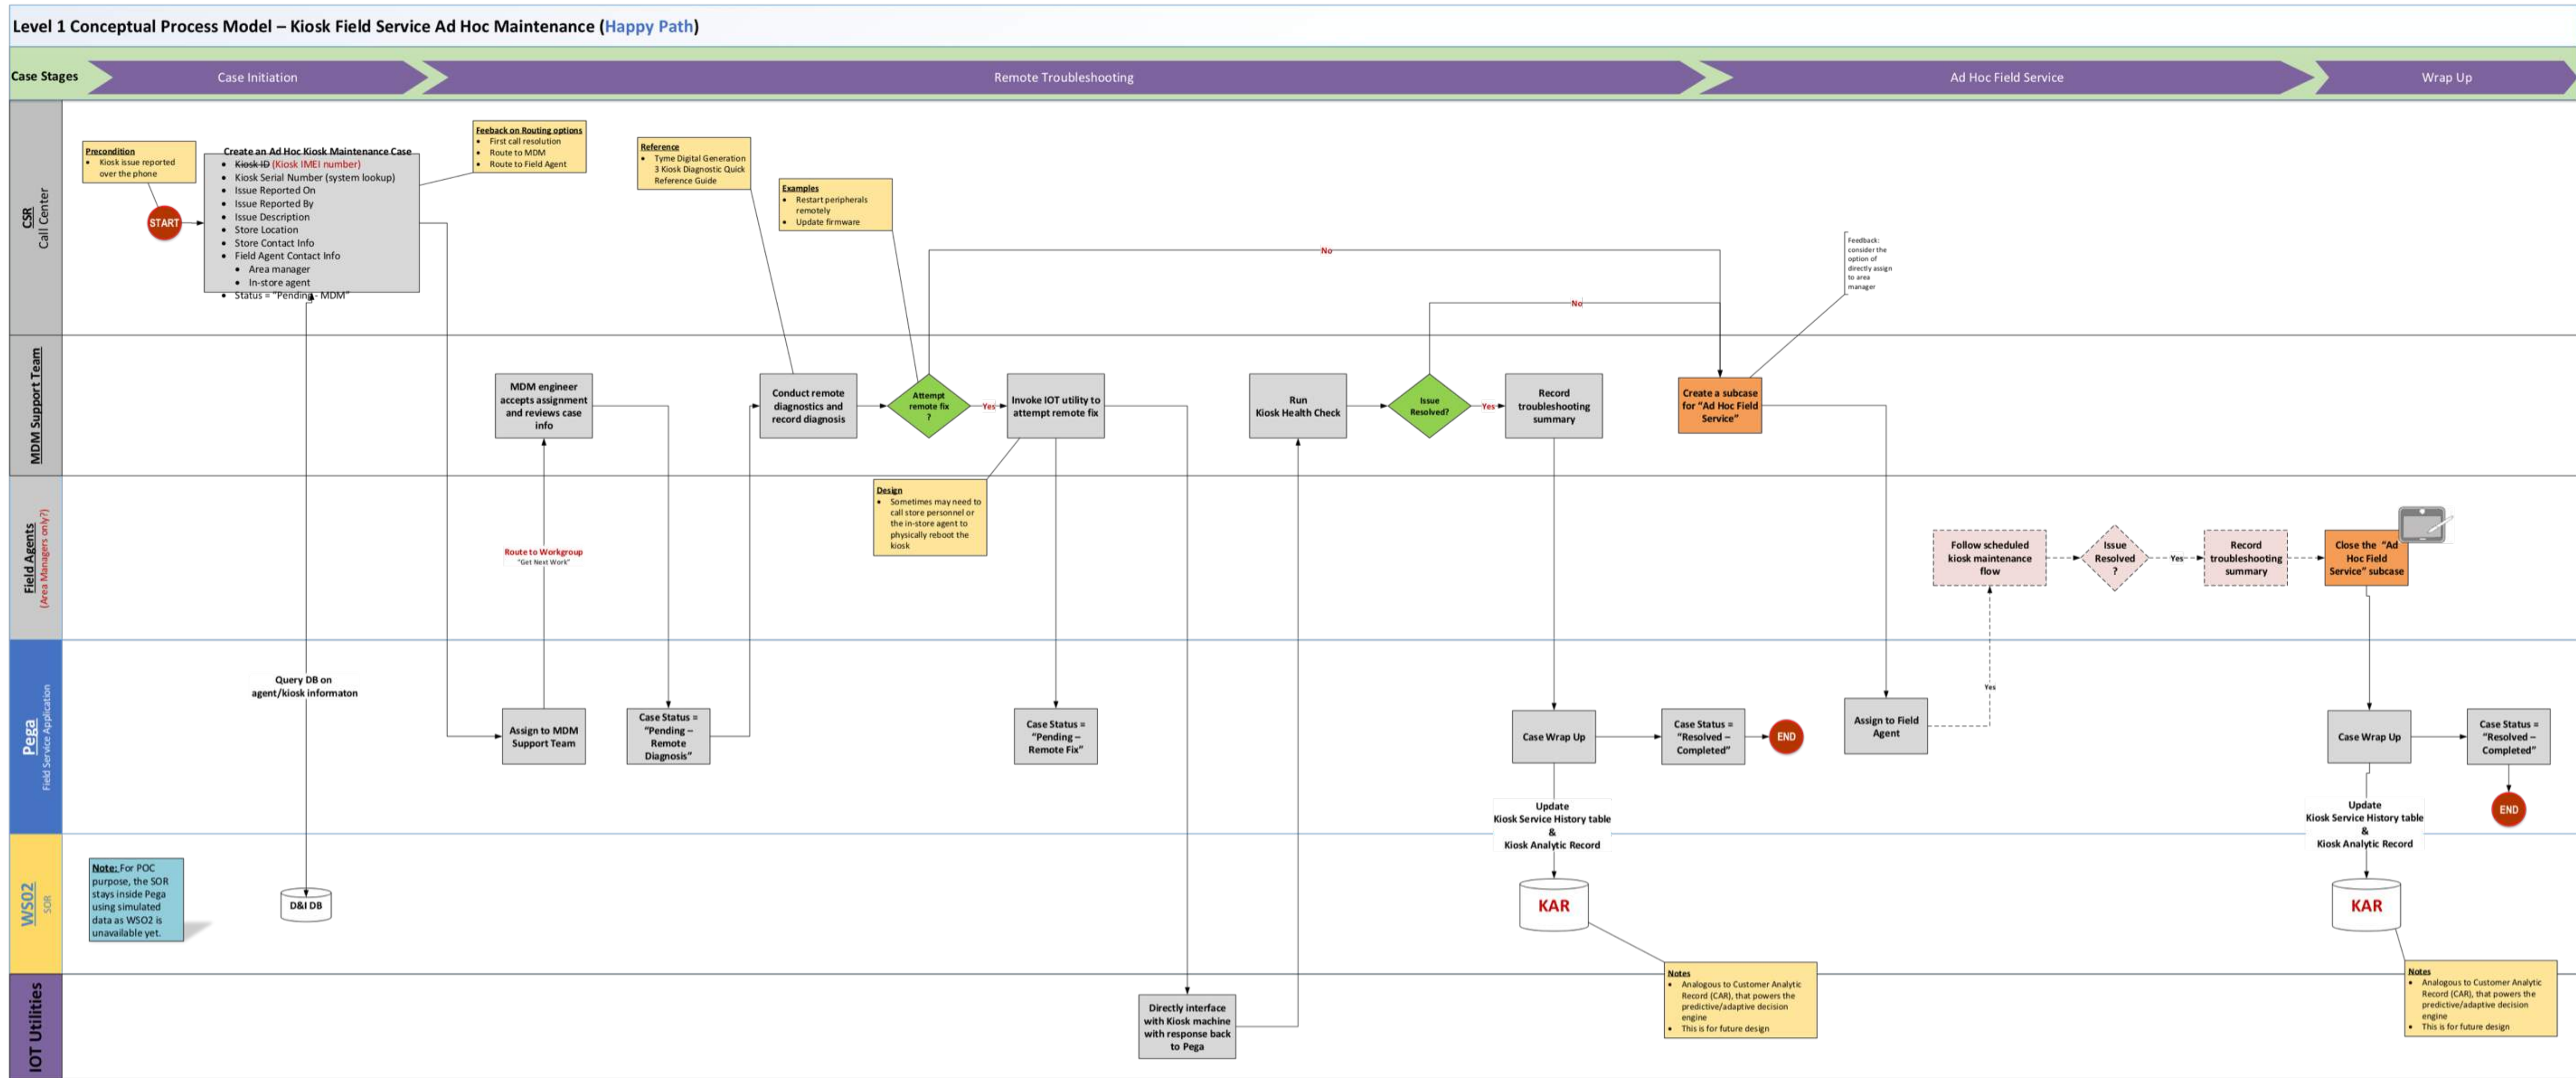 Level 1 Conceptual Process Model – Kiosk Field Service Ad Hoc Maintenance (Happy Path)
Case Stages
Case Initiation
Remote Troubleshooting
Ad Hoc Field Service
Wrap Up
CSR
Call Center
Precondition
• Kiosk issue reported
over the phone
START
Create an Ad Hoc Kiosk Maintenance Case
• Kiosk ID (Kiosk IMEI number)
• Kiosk Serial Number (system lookup)
• Issue Reported On
• Issue Reported By
• Issue Description
• Store Location
• Store Contact Info
• Field Agent Contact Info
• Area manager
• In-store agent
• Status = "Pending - MDM"
Feeback on Routing options
• First call resolution
• Route to MDM
• Route to Field Agent
Reference
• Tyme Digital Generation
3 Kiosk Diagnostic Quick
Reference Guide
Examples
• Restart peripherals
remotely
• Update firmware
No
No
Feedback:
consider the
option of
directly assign
to area
manager
MDM Support Team
MDM engineer
accepts assignment
and reviews case
info
Conduct remote
diagnostics and
record diagnosis
Attempt
remote fix
?
Yes
Invoke IOT utility to
attempt remote fix
Run
Kiosk Health Check
Issue
Resolved?
Yes
Record
troubleshooting
summary
Create a subcase
for "Ad Hoc Field
Service"
Field Agents
(Area Managers only?)
Route to Workgroup
"Get Next Work"
Design
• Sometimes may need to
call store personnel or
the in-store agent to
physically reboot the
kiosk
Follow scheduled
kiosk maintenance
flow
Issue
Resolved
?
Yes
Record
troubleshooting
summary
Close the "Ad
Hoc Field
Service" subcase
Pega
Field Service Application
Query DB on
agent/kiosk informaton
Assign to MDM
Support Team
Case Status =
"Pending –
Remote
Diagnosis"
Case Status =
"Pending –
Remote Fix"
Case Wrap Up
Case Status =
"Resolved –
Completed"
END
Assign to Field
Agent
Yes
Case Wrap Up
Case Status =
"Resolved –
Completed"
END
Update
Kiosk Service History table
&
Kiosk Analytic Record
Update
Kiosk Service History table
&
Kiosk Analytic Record
WS02
SOR
Note: For POC
purpose, the SOR
stays inside Pega
using simulated
data as WSO2 is
unavailable yet.
D&I DB
KAR
KAR
Notes
• Analogous to Customer Analytic
Record (CAR), that powers the
predictive/adaptive decision
engine
• This is for future design
Notes
• Analogous to Customer Analytic
Record (CAR), that powers the
predictive/adaptive decision
engine
• This is for future design
IOT Utilities
Directly interface
with Kiosk machine
with response back
to Pega